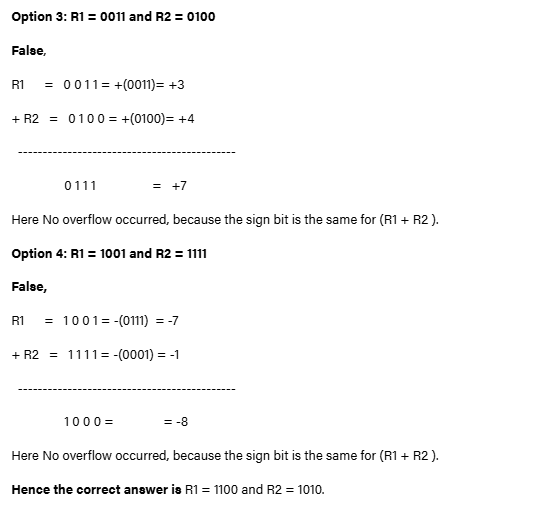 Option 3: R1 = 0011 and R2 = 0100
False,
R1 = 0 0 1 1 = +(0011)= +3
+ R2 = 0 1 0 0 = +(0100)= +4
--------------------------------------------
0 1 1 1 = +7
Here No overflow occurred, because the sign bit is the same for (R1 + R2 ).
Option 4: R1 = 1001 and R2 = 1111
False,
R1 = 1 0 0 1 = -(0111) = -7
+ R2 = 1 1 1 1 = -(0001) = -1
--------------------------------------------
1 0 0 0 = = -8
Here No overflow occurred, because the sign bit is the same for (R1 + R2 ).
Hence the correct answer is R1 = 1100 and R2 = 1010.